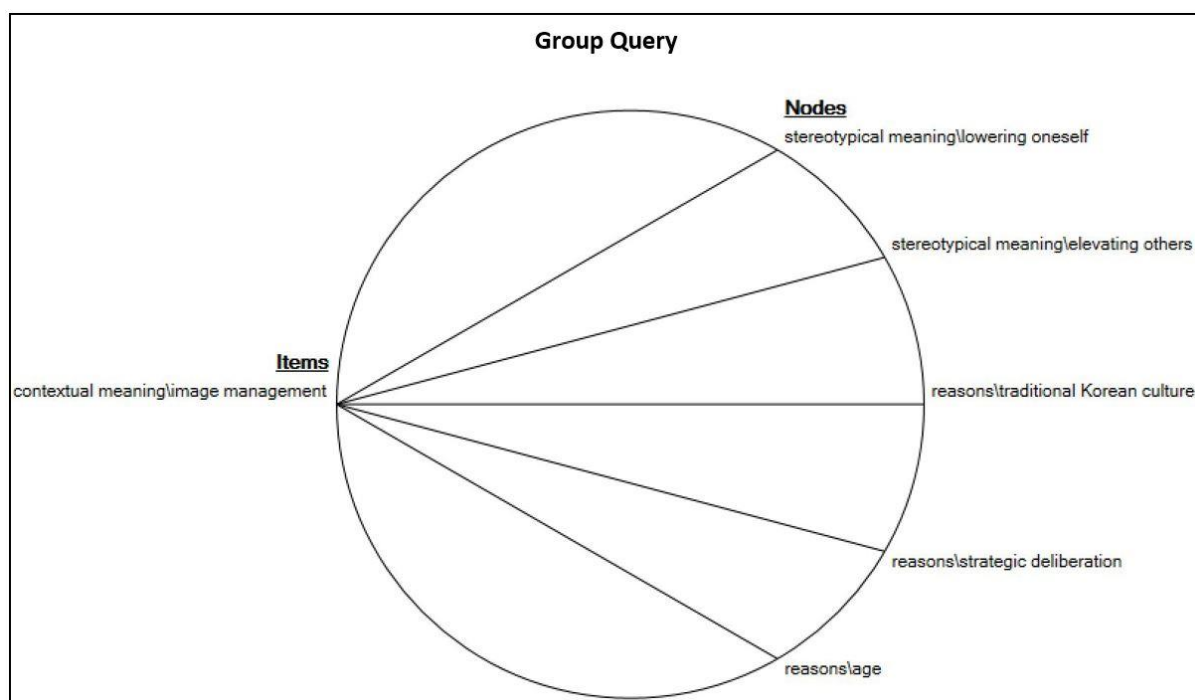 Group Query
Nodes
stereotypical meaning\lowering oneself
stereotypical meaning\elevating others
Items
contextual meaning\image management
reasons\traditional Korean culture
reasons\strategic deliberation
reasons\age